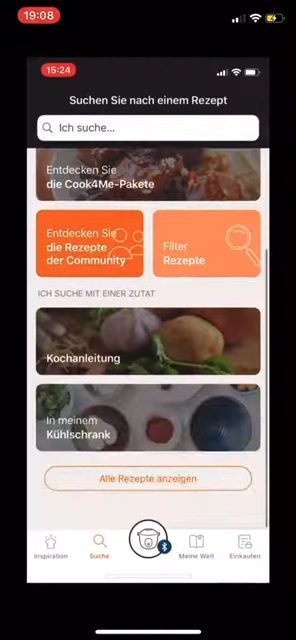 19:08
15:24
Suchen Sie nach einem Rezept
Ich suche...
Entdecken Sie
die Cook4Me-Pakete
Entdecken Sie
die Rezepte
der Community
Filter
Rezepte
ICH SUCHE MIT EINER ZUTAT
Kochanleitung
In meinem
Kühlschrank
Alle Rezepte anzeigen
Inspiration
Suche
Meine Welt
Einkaufen